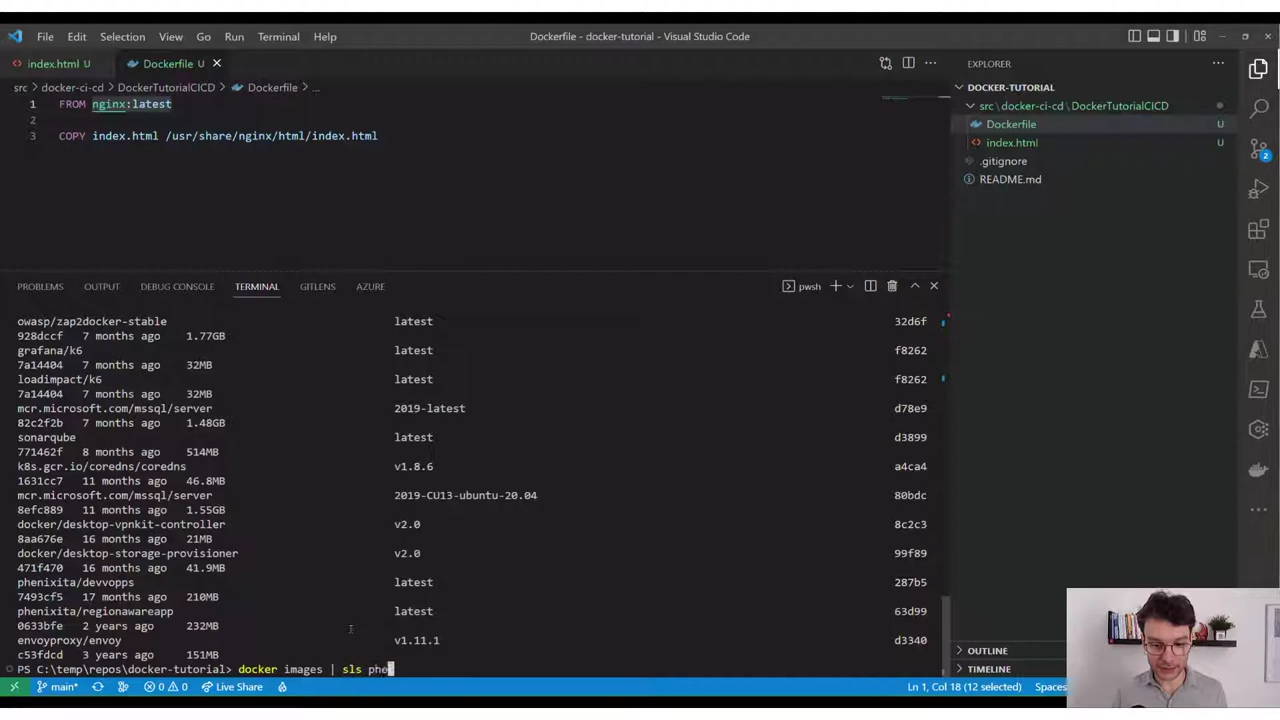 File Edit Selection View Go Run Terminal Help Dockerfile - docker-tutorial - Visual Studio Code
index.html U Dockerfile U
src > docker-ci-cd > DockerTutorialCICD > Dockerfile > ...
1 FROM nginx:latest
2
3 COPY index.html /usr/share/nginx/html/index.html
EXPLORER
DOCKER-TUTORIAL
src\docker-ci-cd\DockerTutorialCICD
Dockerfile U
index.html U
.gitignore
README.md
2
PROBLEMS OUTPUT DEBUG CONSOLE TERMINAL GITLENS AZURE pwsh
owasp/zap2docker-stable latest 32d6f
928dccf 7 months ago 1.77GB
grafana/k6 latest f8262
7a14404 7 months ago 32MB
loadimpact/k6 latest f8262
7a14404 7 months ago 32MB
mcr.microsoft.com/mssql/server 2019-latest d78e9
82c2f2b 7 months ago 1.48GB
sonarqube latest d3899
771462f 8 months ago 514MB
k8s.gcr.io/coredns/coredns v1.8.6 a4ca4
1631cc7 11 months ago 46.8MB
mcr.microsoft.com/mssql/server 2019-CU13-ubuntu-20.04 80bdc
8efc889 11 months ago 1.55GB
docker/desktop-vpnkit-controller v2.0 8c2c3
8aa676e 16 months ago 21MB
docker/desktop-storage-provisioner v2.0 99f89
471f470 16 months ago 41.9MB
phenixita/devvopps latest 287b5
7493cf5 17 months ago 210MB
phenixita/regionawareapp latest 63d99
0633bfe 2 years ago 232MB
envoyproxy/envoy v1.11.1 d3340
c53fdcd 3 years ago 151MB
PS C:\temp\repos\docker-tutorial> docker images | sls phe
OUTLINE
TIMELINE
main* 0 0 Live Share Ln 1, Col 18 (12 selected) Spaces